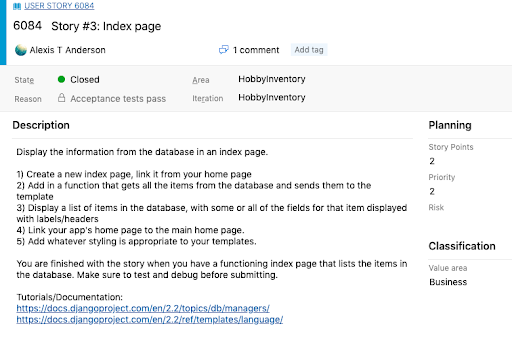 USER STORY 6084
6084 Story #3: Index page
Alexis T Anderson 1 comment Add tag
State Closed Area HobbyInventory
Reason Acceptance tests pass Iteration HobbyInventory
Description
Display the information from the database in an index page.
1) Create a new index page, link it from your home page
2) Add in a function that gets all the items from the database and sends them to the
template
3) Display a list of items in the database, with some or all of the fields for that item displayed
with labels/headers
4) Link your app's home page to the main home page.
5) Add whatever styling is appropriate to your templates.
You are finished with the story when you have a functioning index page that lists the items in
the database. Make sure to test and debug before submitting.
Tutorials/Documentation:
https://docs.djangoproject.com/en/2.2/topics/db/managers/
https://docs.djangoproject.com/en/2.2/ref/templates/language/
Planning
Story Points
2
Priority
2
Risk
Classification
Value area
Business